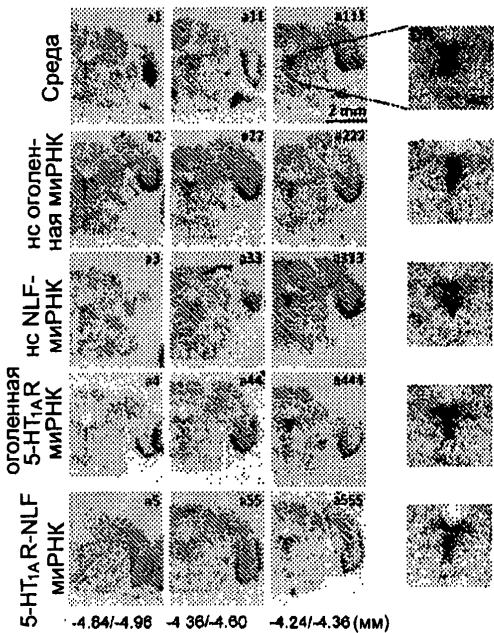 Среда
a1
a11
a111
2 mm
нс оголен-
ная миРНК
a2
a22
a222
нс NLF-
миРНК
a3
a33
a333
оголенная
5-HT1AR
миРНК
a4
a44
a444
5-HT1AR-NLF
миРНК
a5
a55
a555
-4.84/-4.96 -4.36/-4.60 -4.24/-4.36 (мм)